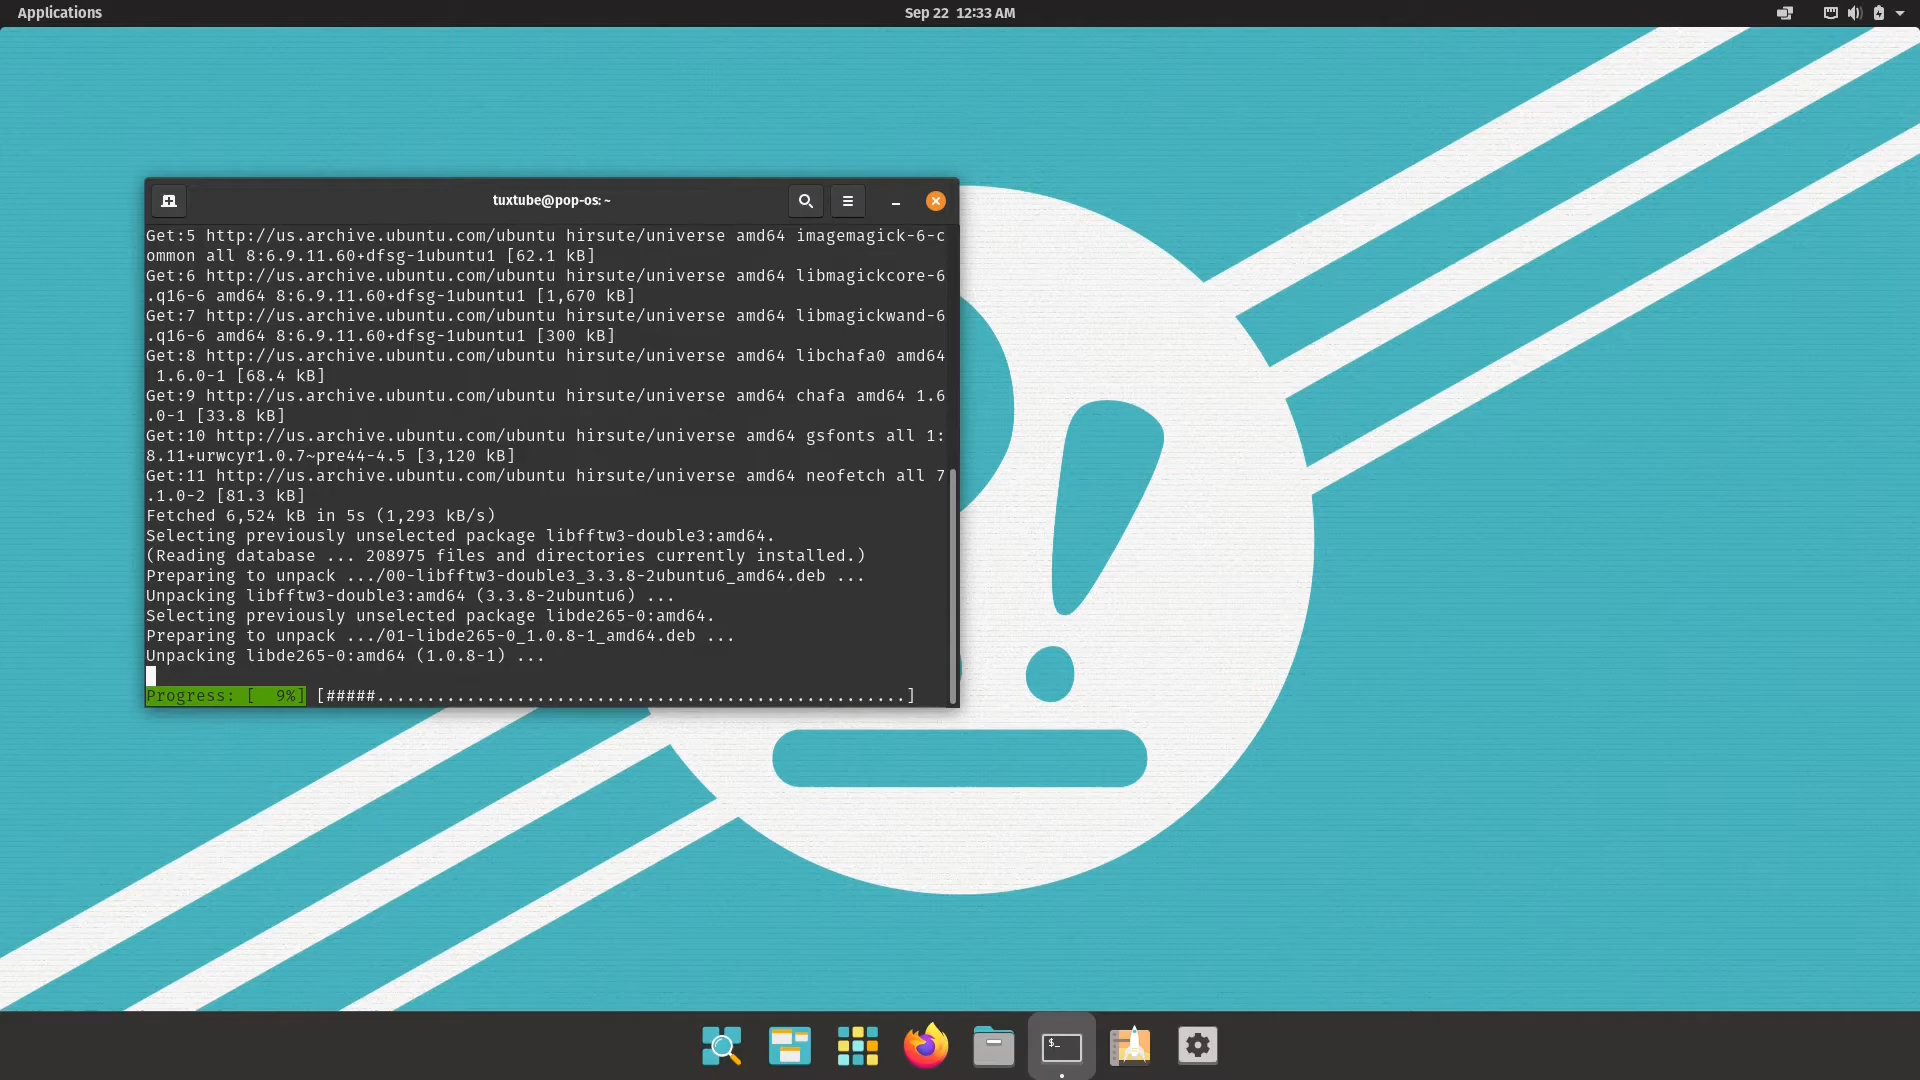 Applications
Sep 22 12:33 AM
tuxtube@pop-os: ~
Get:5 http://us.archive.ubuntu.com/ubuntu hirsute/universe amd64 imagemagick-6-c
ommon all 8:6.9.11.60+dfsg-1ubuntu1 [62.1 kB]
Get:6 http://us.archive.ubuntu.com/ubuntu hirsute/universe amd64 libmagickcore-6
.q16-6 amd64 8:6.9.11.60+dfsg-1ubuntu1 [1,670 kB]
Get:7 http://us.archive.ubuntu.com/ubuntu hirsute/universe amd64 libmagickwand-6
.q16-6 amd64 8:6.9.11.60+dfsg-1ubuntu1 [300 kB]
Get:8 http://us.archive.ubuntu.com/ubuntu hirsute/universe amd64 libchafa0 amd64
 1.6.0-1 [68.4 kB]
Get:9 http://us.archive.ubuntu.com/ubuntu hirsute/universe amd64 chafa amd64 1.6
.0-1 [33.8 kB]
Get:10 http://us.archive.ubuntu.com/ubuntu hirsute/universe amd64 gsfonts all 1:
8.11+urwcyr1.0.7~pre44-4.5 [3,120 kB]
Get:11 http://us.archive.ubuntu.com/ubuntu hirsute/universe amd64 neofetch all 7
.1.0-2 [81.3 kB]
Fetched 6,524 kB in 5s (1,293 kB/s)
Selecting previously unselected package libfftw3-double3:amd64.
(Reading database ... 208975 files and directories currently installed.)
Preparing to unpack .../00-libfftw3-double3_3.3.8-2ubuntu6_amd64.deb ...
Unpacking libfftw3-double3:amd64 (3.3.8-2ubuntu6) ...
Selecting previously unselected package libde265-0:amd64.
Preparing to unpack .../01-libde265-0_1.0.8-1_amd64.deb ...
Unpacking libde265-0:amd64 (1.0.8-1) ...
Progress: [  9%] [#####.....................................................]
$_